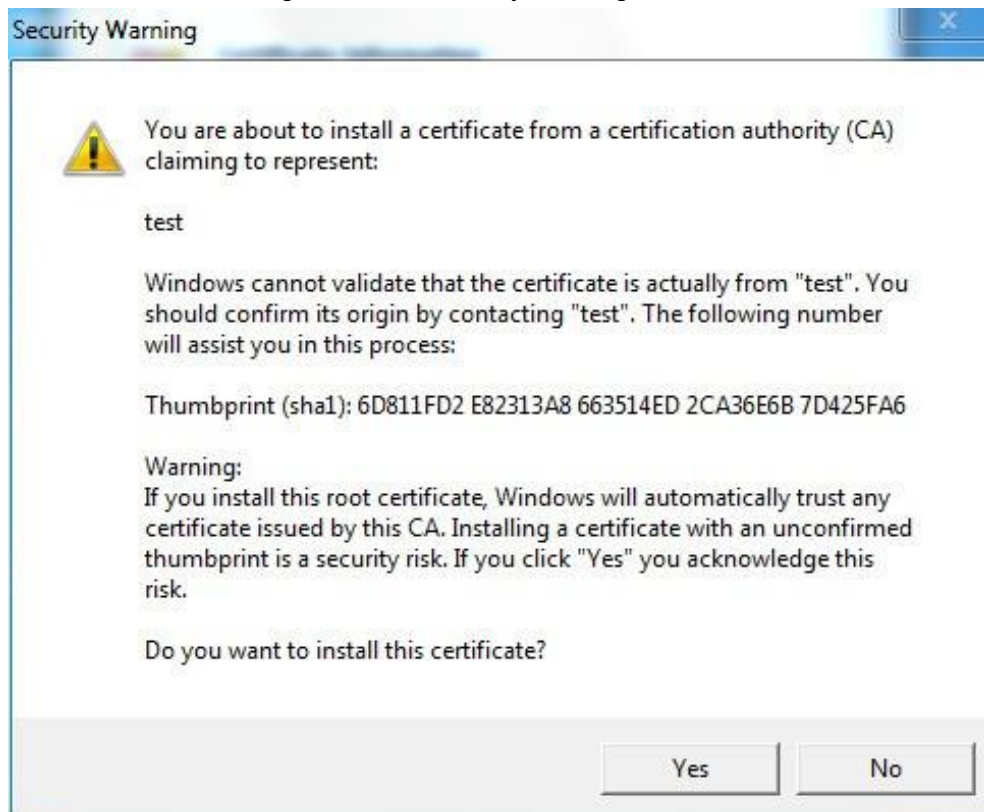 Security Warning
You are about to install a certificate from a certification authority (CA)
claiming to represent:
test
Windows cannot validate that the certificate is actually from "test". You
should confirm its origin by contacting "test". The following number
will assist you in this process:
Thumbprint (sha1): 6D811FD2 E82313A8 663514ED 2CA36E6B 7D425FA6
Warning:
If you install this root certificate, Windows will automatically trust any
certificate issued by this CA. Installing a certificate with an unconfirmed
thumbprint is a security risk. If you click "Yes" you acknowledge this
risk.
Do you want to install this certificate?
Yes No